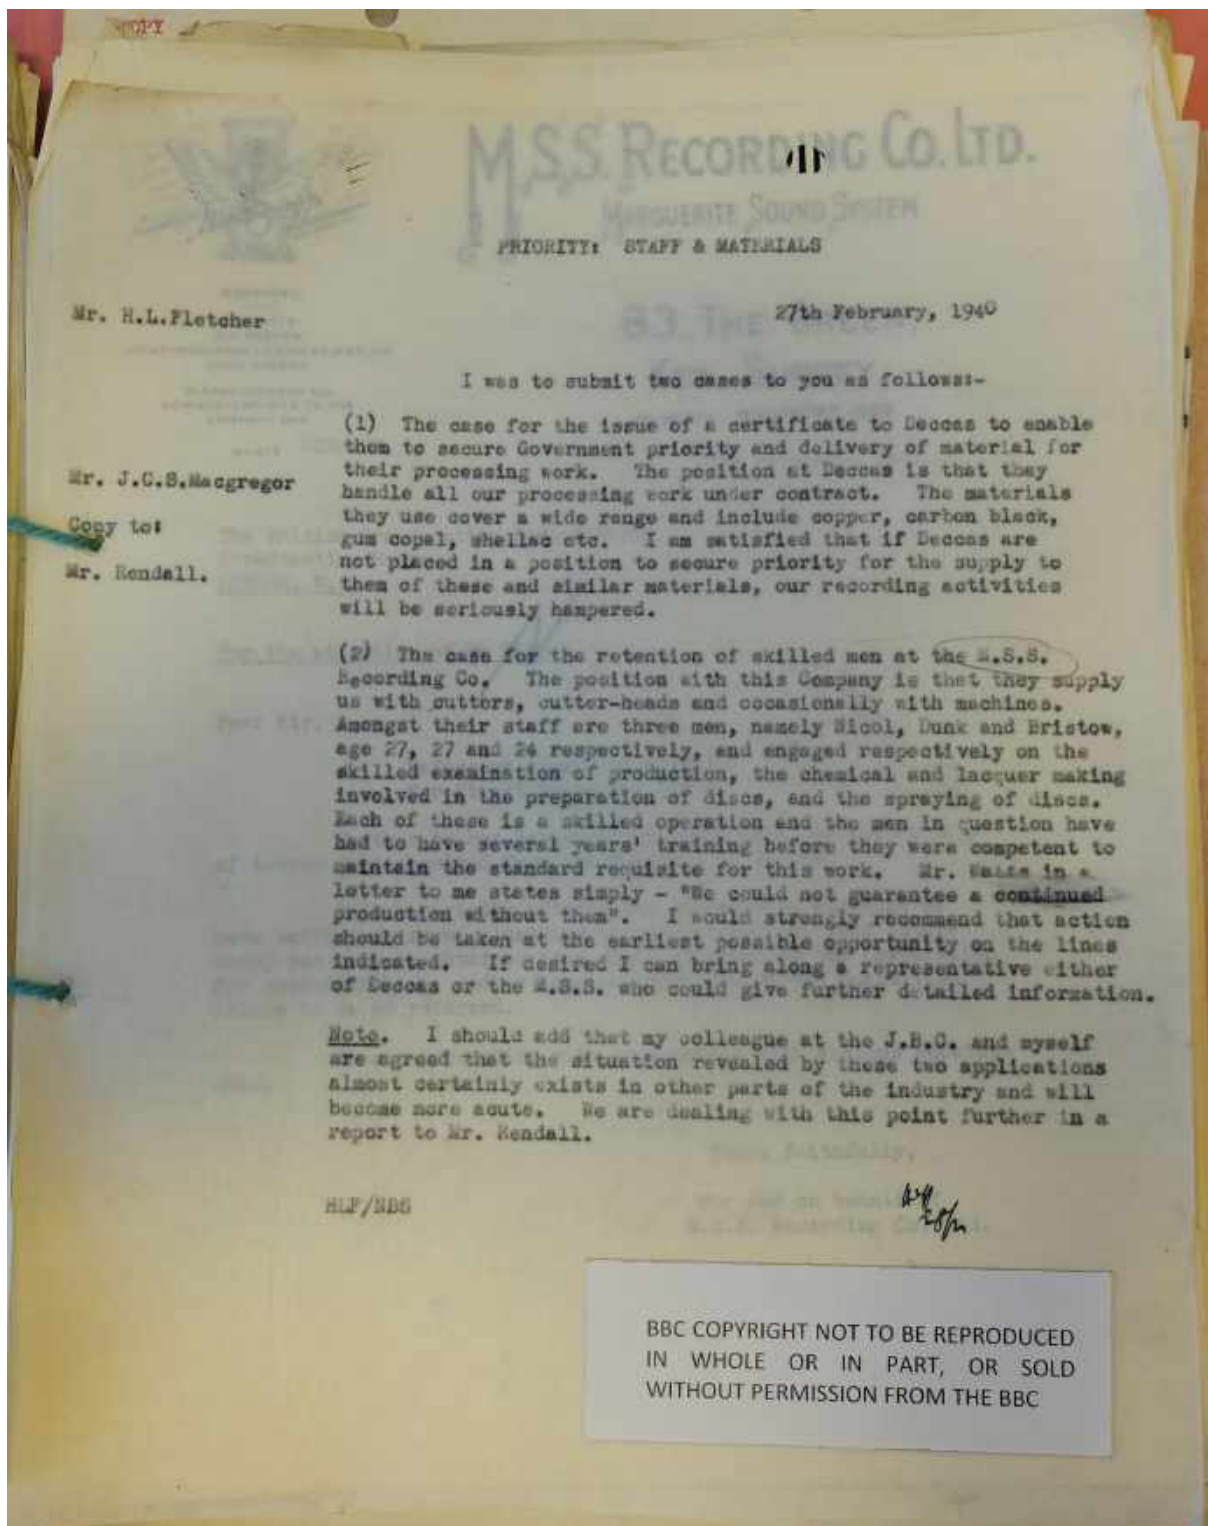 COPY
M.S.S. RECORDING CO. LTD.
MARGUERITE SOUND SYSTEM
PRIORITY: STAFF & MATERIALS
Mr. H.L.Fletcher
27th February, 1940
I was to submit two cases to you as follows:-
(1) The case for the issue of a certificate to Deccas to enable
them to secure Government priority and delivery of material for
their processing work. The position at Deccas is that they
Mr. J.C.S.Macgregor
handle all our processing work under contract. The materials
they use cover a wide range and include copper, carbon black,
Copy to:
gum copal, shellac etc. I am satisfied that if Deccas are
not placed in a position to secure priority for the supply to
Mr. Rendall.
them of these and similar materials, our recording activities
will be seriously hampered.
(2) The case for the retention of skilled men at the M.S.S.
Recording Co. The position with this Company is that they supply
us with cutters, cutter-heads and occasionally with machines.
Amongst their staff are three men, namely Nicol, Dunk and Bristow,
age 27, 27 and 24 respectively, and engaged respectively on the
skilled examination of production, the chemical and lacquer making
involved in the preparation of discs, and the spraying of discs.
Each of these is a skilled operation and the men in question have
had to have several years' training before they were competent to
maintain the standard requisite for this work. Mr. Watts in a
letter to me states simply - "We could not guarantee a continued
production without them". I would strongly recommend that action
should be taken at the earliest possible opportunity on the lines
indicated. If desired I can bring along a representative either
of Deccas or the M.S.S. who could give further detailed information.
Note. I should add that my colleague at the J.B.C. and myself
are agreed that the situation revealed by these two applications
almost certainly exists in other parts of the industry and will
become more acute. We are dealing with this point further in a
report to Mr. Rendall.
HLF/NBS
BBC COPYRIGHT NOT TO BE REPRODUCED
IN WHOLE OR IN PART, OR SOLD
WITHOUT PERMISSION FROM THE BBC